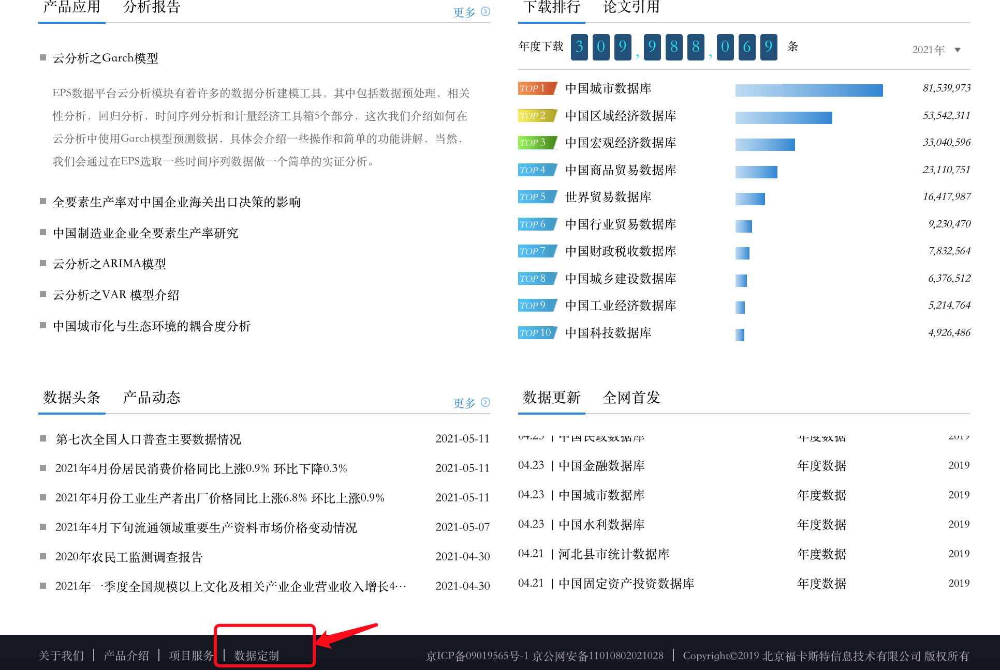 产品应用 分析报告 更多
云分析之Garch模型
EPS数据平台云分析模块有着许多的数据分析建模工具，其中包括数据预处理，相关
性分析，回归分析，时间序列分析和计量经济工具箱5个部分，这次我们介绍如何在
云分析中使用Garch模型预测数据，具体会介绍一些操作和简单的功能讲解，当然，
我们会通过在EPS选取一些时间序列数据做一个简单的实证分析。
全要素生产率对中国企业海关出口决策的影响
中国制造业企业全要素生产率研究
云分析之ARIMA模型
云分析之VAR 模型介绍
中国城市化与生态环境的耦合度分析
下载排行 论文引用
年度下载 309,988,069 条 2021年
TOP 1 中国城市数据库 81,539,973
TOP 2 中国区域经济数据库 53,542,311
TOP 3 中国宏观经济数据库 33,040,596
TOP 4 中国商品贸易数据库 23,110,751
TOP 5 世界贸易数据库 16,417,987
TOP 6 中国行业贸易数据库 9,230,470
TOP 7 中国财政税收数据库 7,832,564
TOP 8 中国城乡建设数据库 6,376,512
TOP 9 中国工业经济数据库 5,214,764
TOP 10 中国科技数据库 4,926,486
数据头条 产品动态 更多
第七次全国人口普查主要数据情况 2021-05-11
2021年4月份居民消费价格同比上涨0.9% 环比下降0.3% 2021-05-11
2021年4月份工业生产者出厂价格同比上涨6.8% 环比上涨0.9% 2021-05-11
2021年4月下旬流通领域重要生产资料市场价格变动情况 2021-05-07
2020年农民工监测调查报告 2021-04-30
2021年一季度全国规模以上文化及相关产业企业营业收入增长4… 2021-04-30
数据更新 全网首发
04.23 | 中国民政数据库 年度数据 2019
04.23 | 中国金融数据库 年度数据 2019
04.23 | 中国城市数据库 年度数据 2019
04.23 | 中国水利数据库 年度数据 2019
04.21 | 河北县市统计数据库 年度数据 2019
04.21 | 中国固定资产投资数据库 年度数据 2019
关于我们 | 产品介绍 | 项目服务 | 数据定制 京ICP备09019565号-1 京公网安备11010802021028 | Copyright©2019 北京福卡斯特信息技术有限公司 版权所有